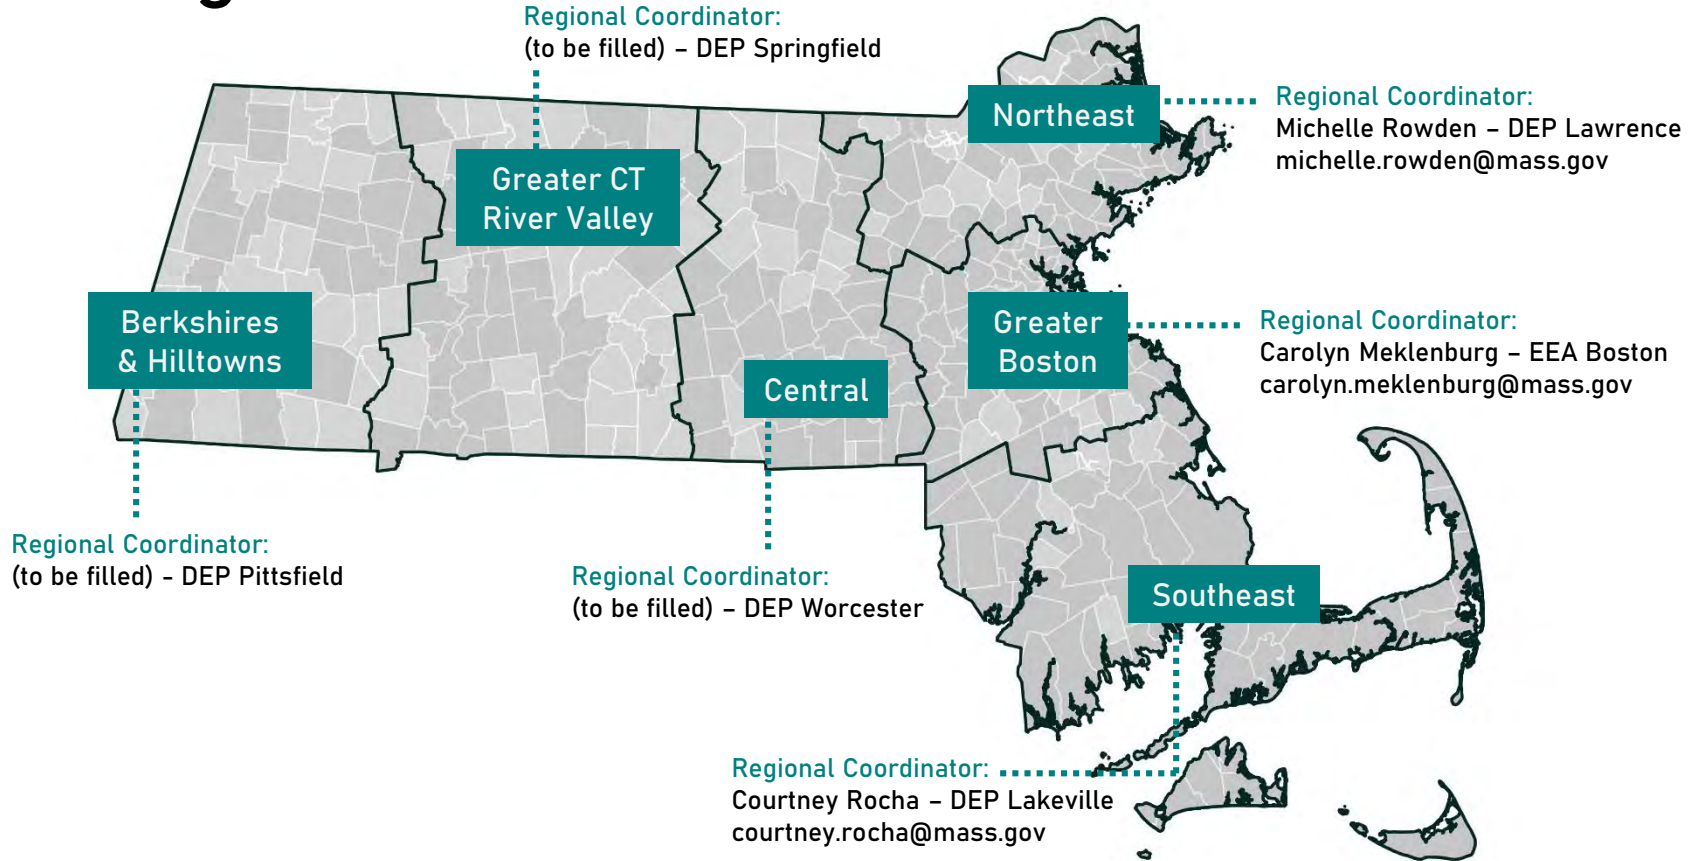 Regional Coordinator:
(to be filled) – DEP Springfield
Northeast
Regional Coordinator:
Michelle Rowden – DEP Lawrence
michelle.rowden@mass.gov
Greater CT
River Valley
Berkshires
& Hilltowns
Greater
Boston
Regional Coordinator:
Carolyn Meklenburg – EEA Boston
carolyn.meklenburg@mass.gov
Central
Regional Coordinator:
(to be filled) - DEP Pittsfield
Regional Coordinator:
(to be filled) – DEP Worcester
Southeast
Regional Coordinator:
Courtney Rocha – DEP Lakeville
courtney.rocha@mass.gov